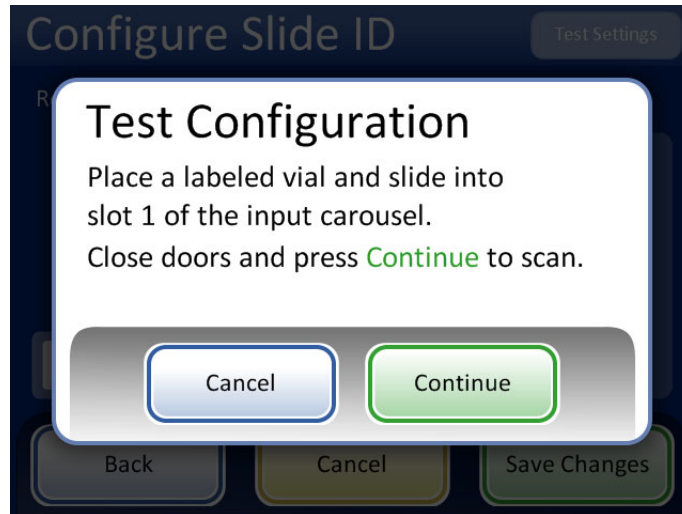 Configure Slide ID
Test Settings
Test Configuration
Place a labeled vial and slide into
slot 1 of the input carousel.
Close doors and press Continue to scan.
Cancel
Continue
Back
Cancel
Save Changes